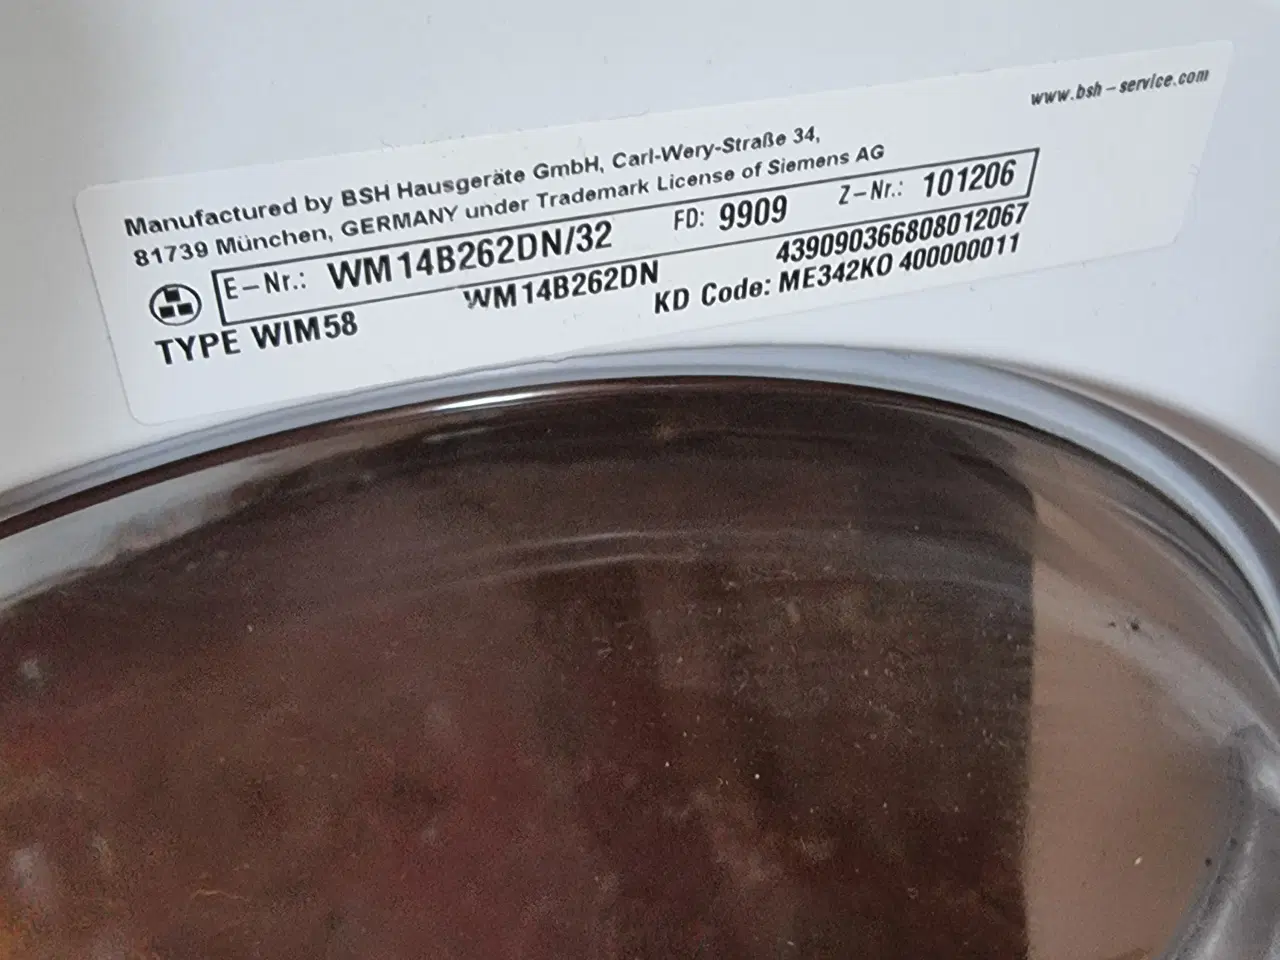 www.bsh-service.com
Manufactured by BSH Hausgeräte GmbH, Carl-Wery-Straße 34,
81739 München, GERMANY under Trademark License of Siemens AG
E-Nr.: WM14B262DN/32 FD: 9909 Z-Nr.: 101206
WM14B262DN 439090366808012067
TYPE WIM58 KD Code: ME342KO 400000011